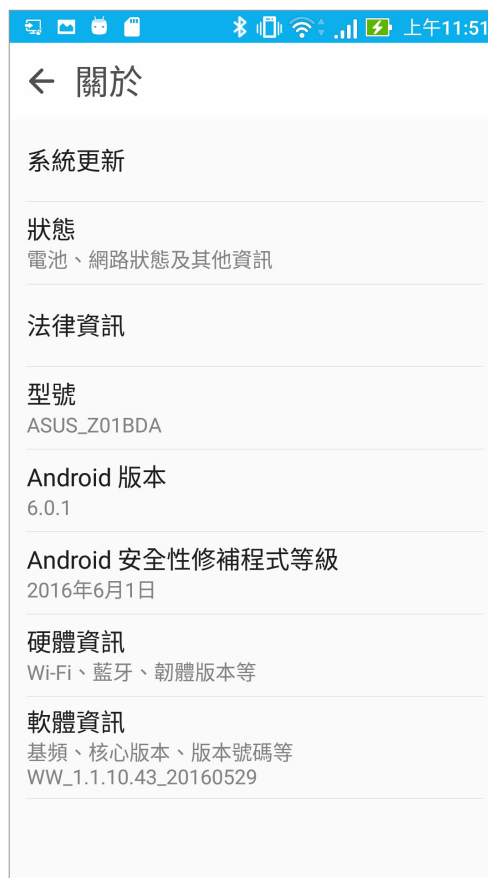 上午11:51
關於
系統更新
狀態
電池、網路狀態及其他資訊
法律資訊
型號
ASUS_Z01BDA
Android 版本
6.0.1
Android 安全性修補程式等級
2016年6月1日
硬體資訊
Wi-Fi、藍牙、韌體版本等
軟體資訊
基頻、核心版本、版本號碼等
WW_1.1.10.43_20160529